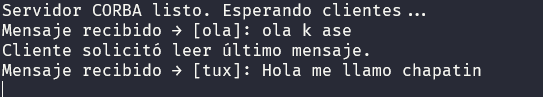 Servidor CORBA listo. Esperando clientes...
Mensaje recibido → [ola]: ola k ase
Cliente solicitó leer último mensaje.
Mensaje recibido → [tux]: Hola me llamo chapatin